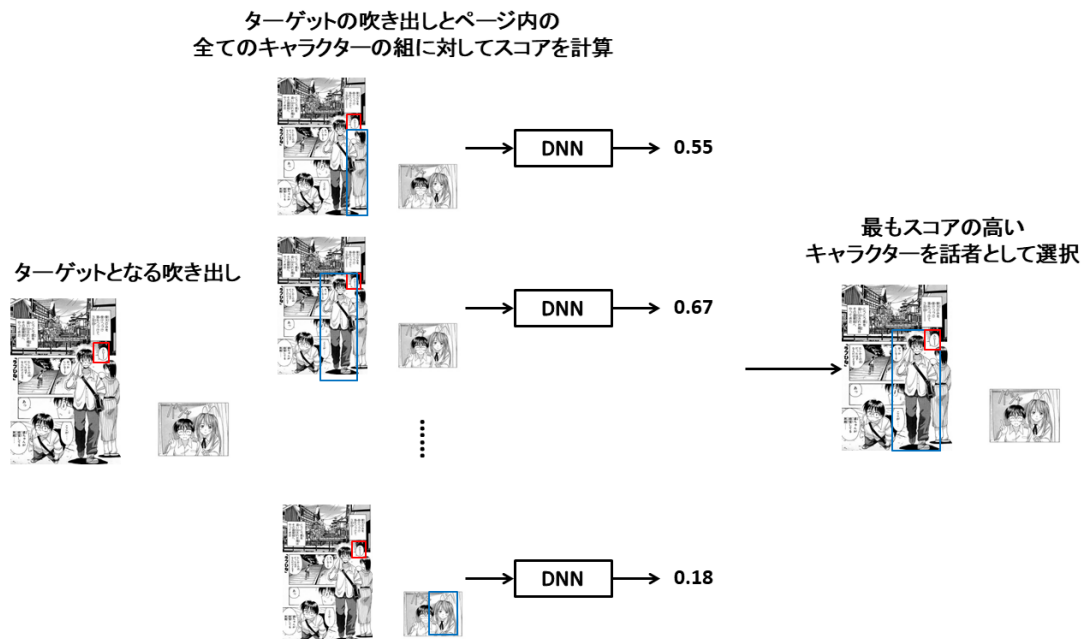 ターゲットの吹き出しとページ内の
全てのキャラクターの組に対してスコアを計算
DNN
0.55
ターゲットとなる吹き出し
DNN
0.67
最もスコアの高い
キャラクターを話者として選択
DNN
0.18